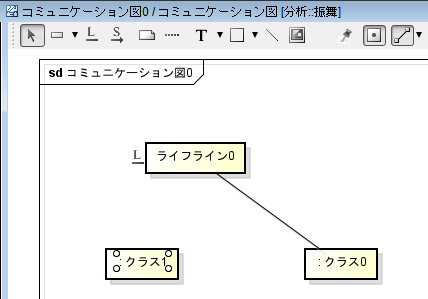 コミュニケーション図0 / コミュニケーション図 [分析::振舞]
L S T
sd コミュニケーション図0
L ライフライン0
: クラス1 : クラス0